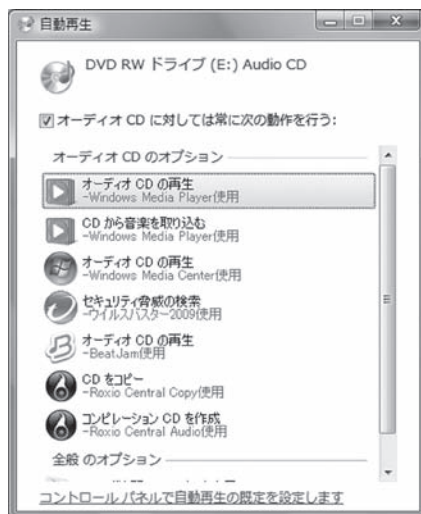 自動再生
DVD RW ドライブ (E:) Audio CD
オーディオ CD に対しては常に次の動作を行う:
オーディオ CD のオプション
オーディオ CD の再生
-Windows Media Player使用
CD から音楽を取り込む
-Windows Media Player使用
オーディオ CD の再生
-Windows Media Center使用
セキュリティ脅威の検索
-ウイルスバスター2009使用
オーディオ CD の再生
-BeatJam使用
CD をコピー
-Roxio Central Copy使用
コンピレーション CD を作成
-Roxio Central Audio使用
全般 のオプション
コントロール パネルで自動再生の既定を設定します